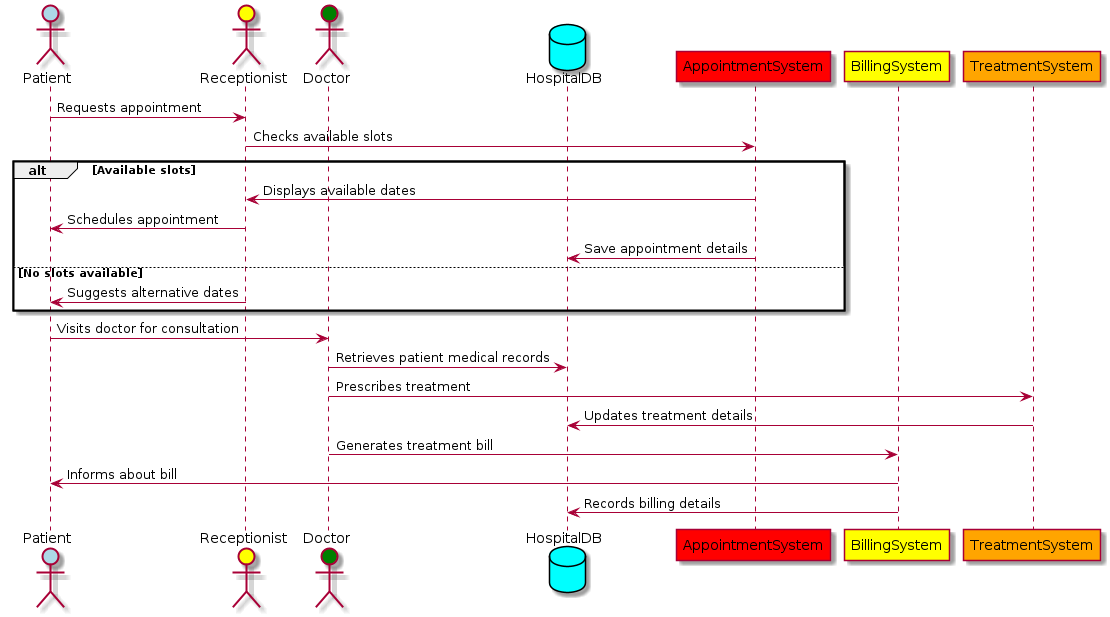 Patient
Receptionist
Doctor
HospitalDB
AppointmentSystem
BillingSystem
TreatmentSystem
Requests appointment
Checks available slots
alt
[Available slots]
Displays available dates
Schedules appointment
Save appointment details
[No slots available]
Suggests alternative dates
Visits doctor for consultation
Retrieves patient medical records
Prescribes treatment
Updates treatment details
Generates treatment bill
Informs about bill
Records billing details
Patient
Receptionist
Doctor
HospitalDB
AppointmentSystem
BillingSystem
TreatmentSystem